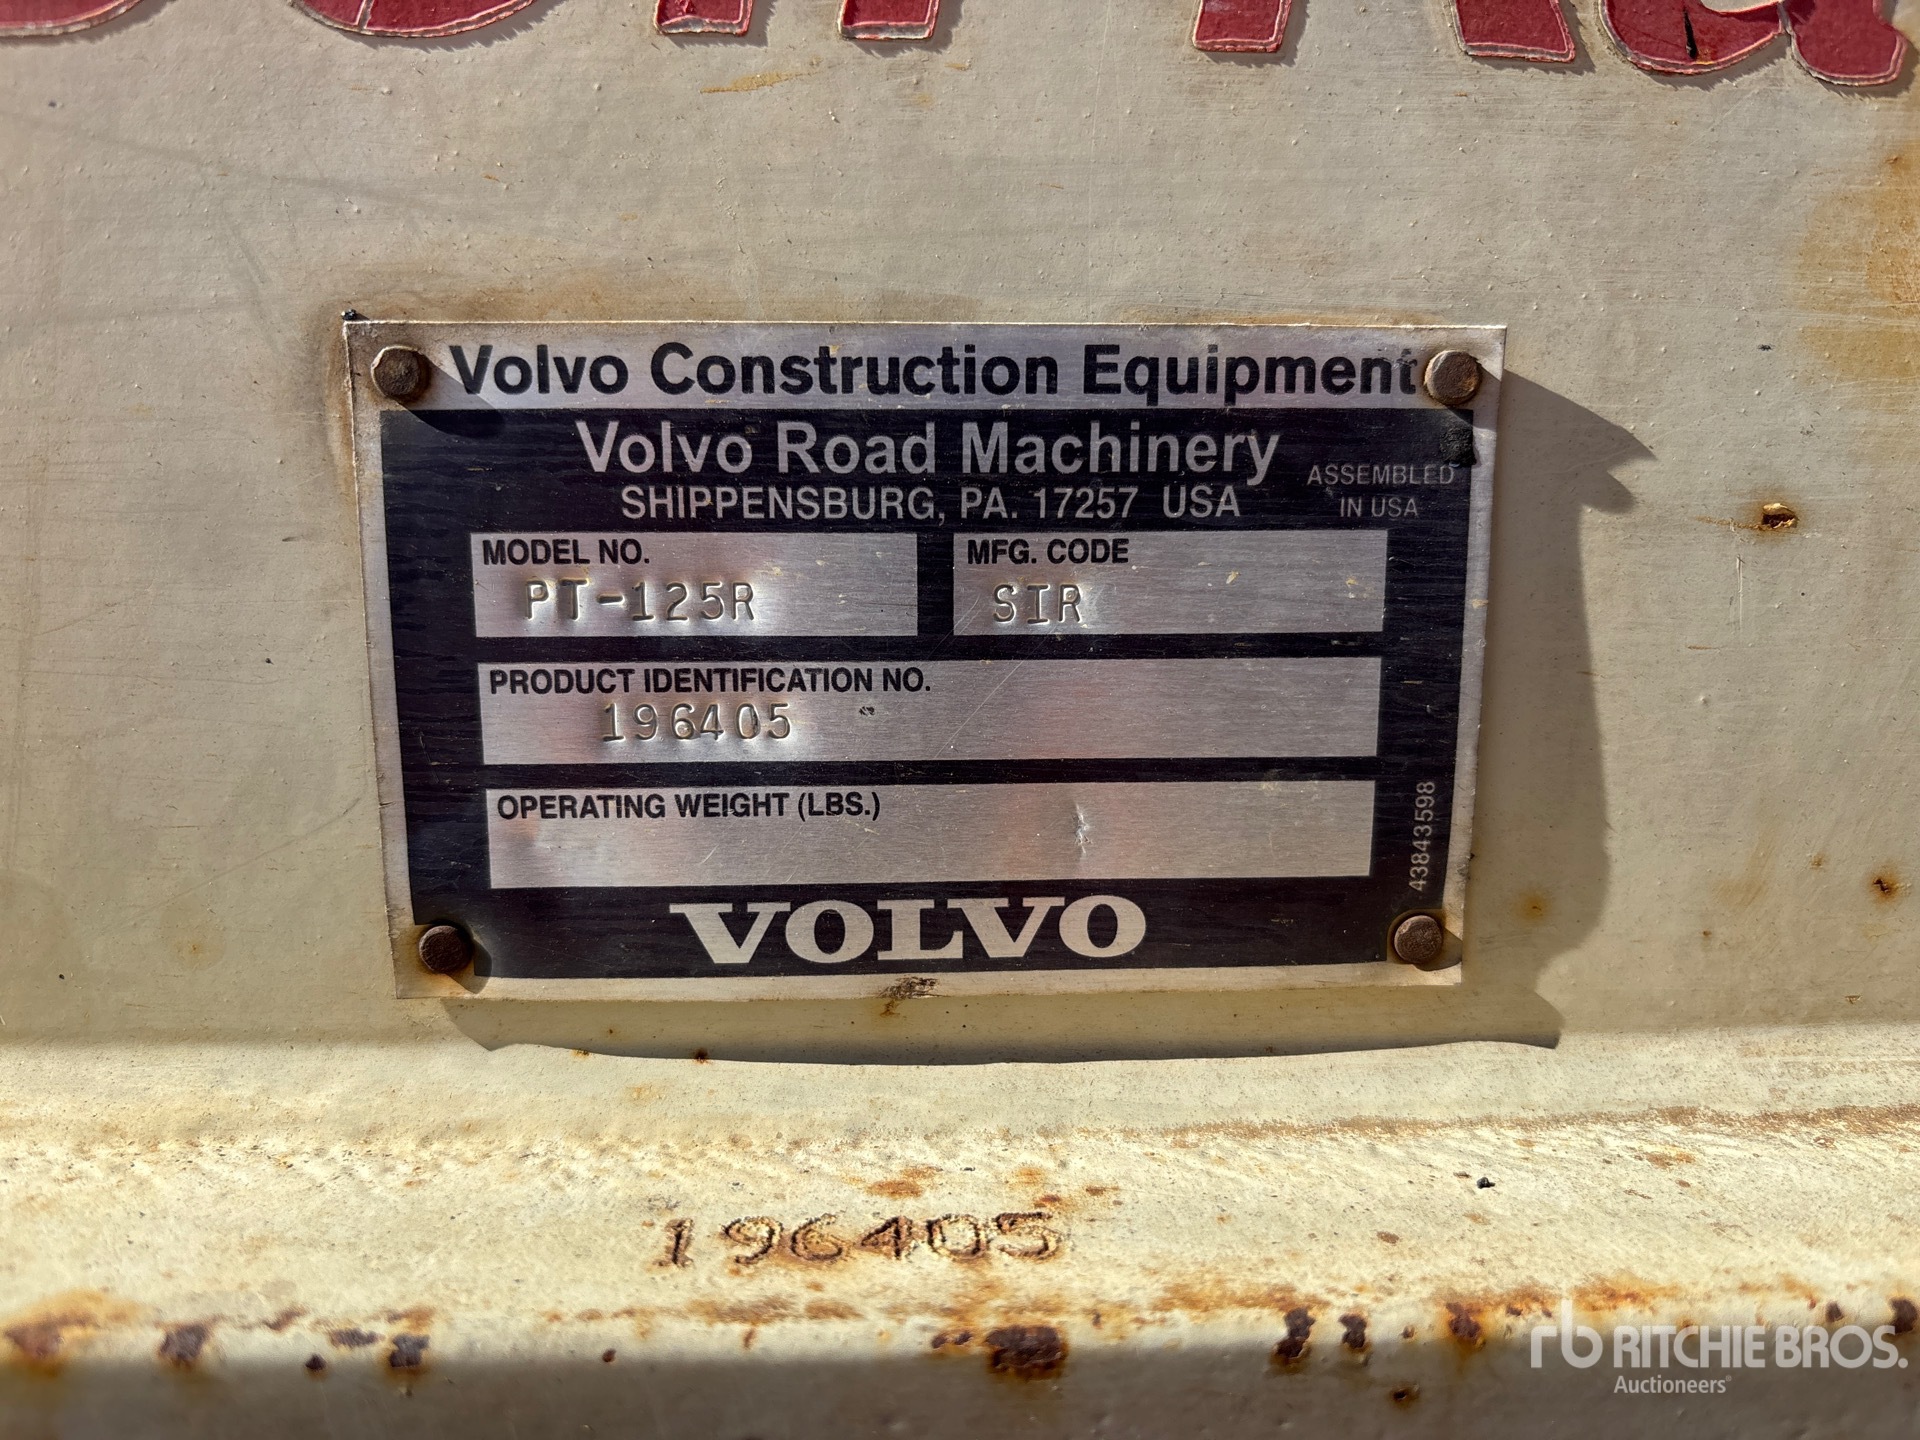 Volvo Construction Equipment
Volvo Road Machinery
SHIPPENSBURG, PA. 17257 USA
ASSEMBLED
IN USA
MODEL NO.
PT-125R
MFG. CODE
SIR
PRODUCT IDENTIFICATION NO.
196405
OPERATING WEIGHT (LBS.)
43843598
VOLVO
196405
rb RITCHIE BROS.
Auctioneers